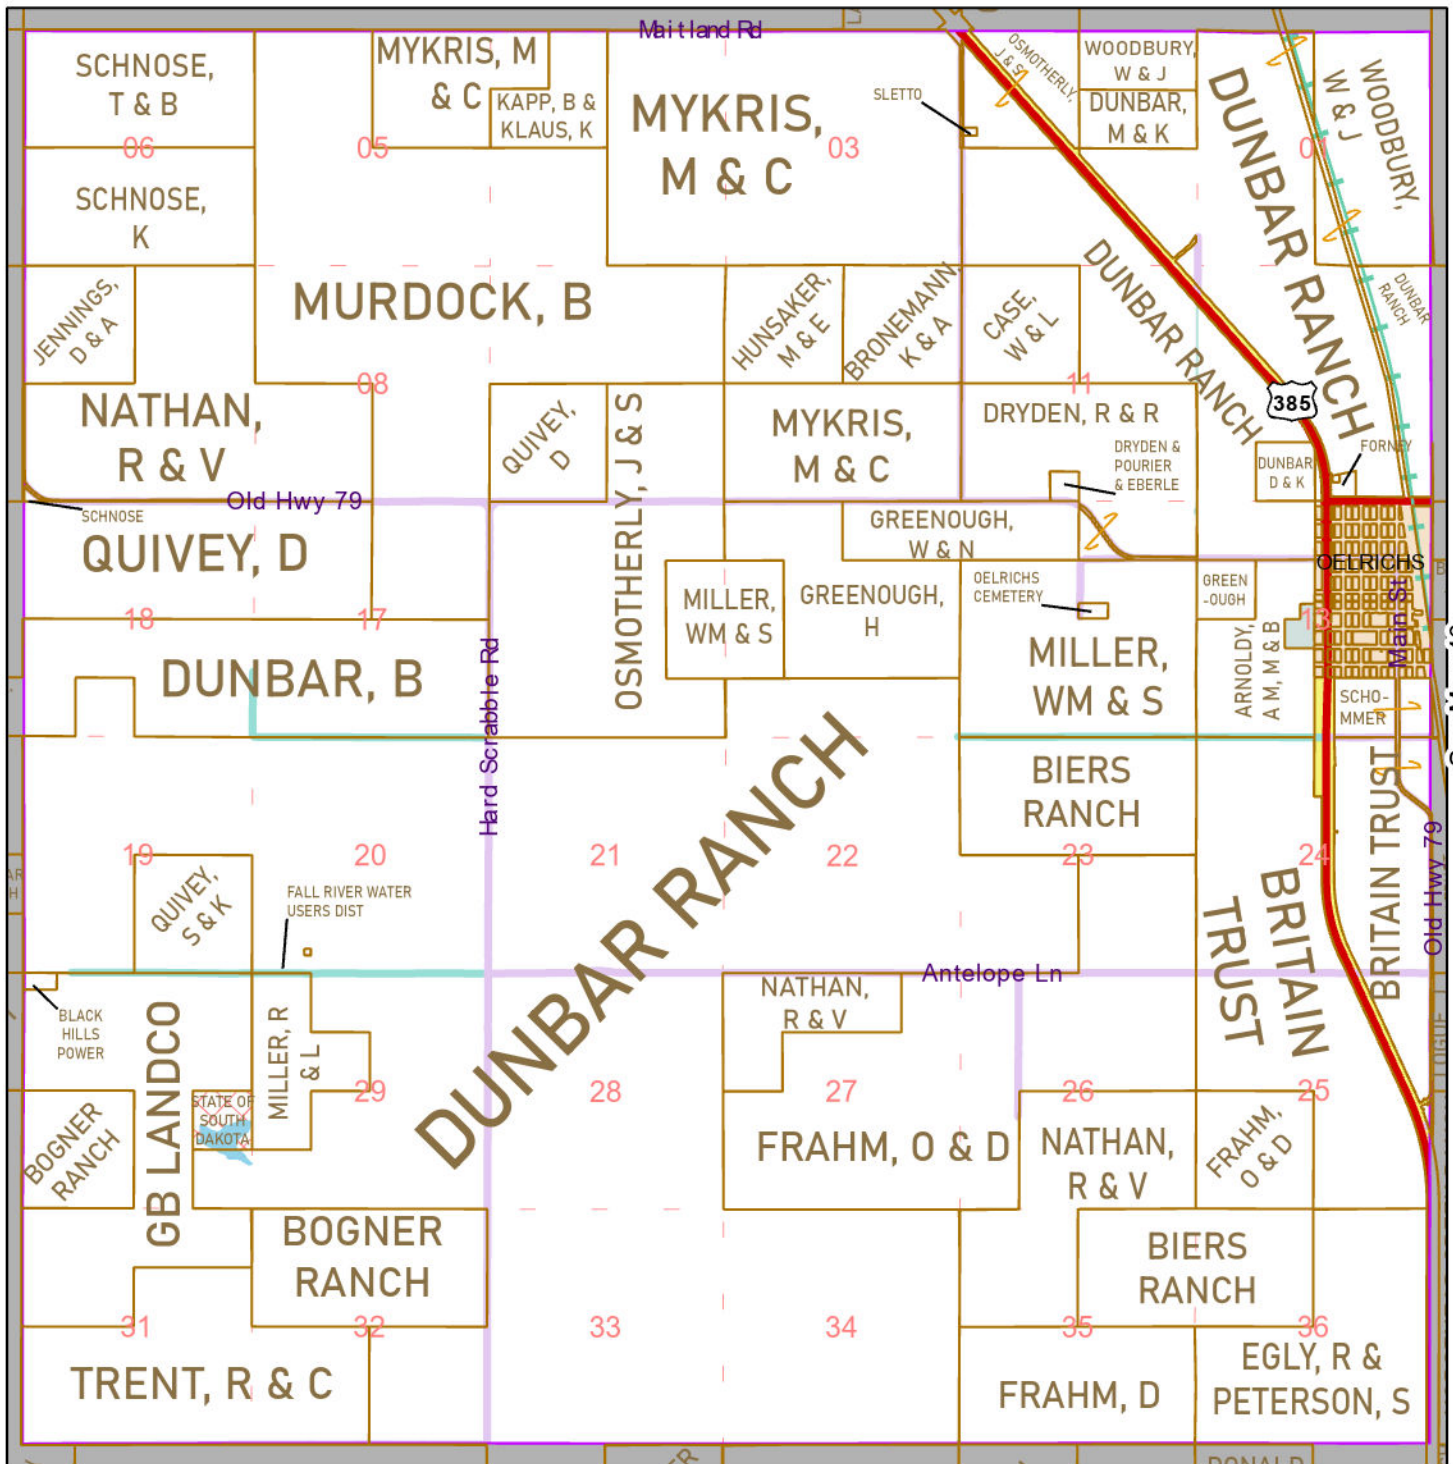 Maitland Rd
SCHNOSE,
T & B
MYKRIS, M
& C
KAPP, B &
KLAUS, K
MYKRIS,
M & C
SLETTO
OSMOTHERLY,
J & S
WOODBURY,
W & J
DUNBAR,
M & K
DUNBAR RANCH
WOODBURY,
W & J
06
05
03
01
SCHNOSE,
K
JENNINGS,
D & A
MURDOCK, B
HUNSAKER,
M & E
BRONEMANN,
K & A
CASE,
W & L
DUNBAR RANCH
DUNBAR
RANCH
08
11
385
NATHAN,
R & V
QUIVEY,
D
OSMOTHERLY, J & S
MYKRIS,
M & C
DRYDEN, R & R
DRYDEN &
POURIER
& EBERLE
DUNBAR
D & K
FORNEY
Old Hwy 79
SCHNOSE
QUIVEY, D
GREENOUGH,
W & N
OELRICHS
OELRICHS
CEMETERY
GREEN
-OUGH
MILLER,
WM & S
GREENOUGH,
H
18
17
13
Main St
DUNBAR, B
Hard Scrabble Rd
MILLER,
WM & S
ARNOLDY,
A M, M & B
SCHO-
MMER
DUNBAR RANCH
BIERS
RANCH
BRITAIN TRUST
Old Hwy 79
19
20
21
22
23
24
QUIVEY,
S & K
FALL RIVER WATER
USERS DIST
BRITAIN
TRUST
Antelope Ln
BLACK
HILLS
POWER
GB LANDCO
MILLER, R
& L
NATHAN,
R & V
LOGUE
29
28
27
26
25
STATE OF
SOUTH
DAKOTA
BOGNER
RANCH
FRAHM, O & D
NATHAN,
R & V
FRAHM,
O & D
BOGNER
RANCH
BIERS
RANCH
31
32
33
34
35
36
TRENT, R & C
FRAHM, D
EGLY, R &
PETERSON, S